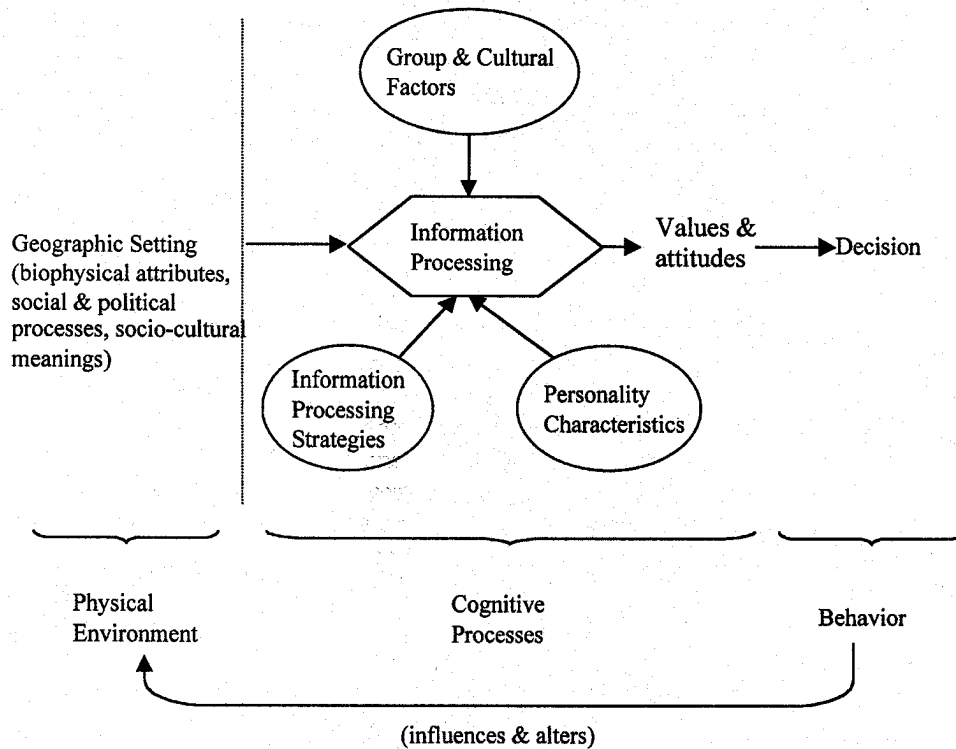 Group & Cultural
Factors
Geographic Setting
(biophysical attributes,
social & political
processes, socio-cultural
meanings)
Information
Processing
Values &
attitudes
Decision
Information
Processing
Strategies
Personality
Characteristics
Physical
Environment
Cognitive
Processes
Behavior
(influences & alters)